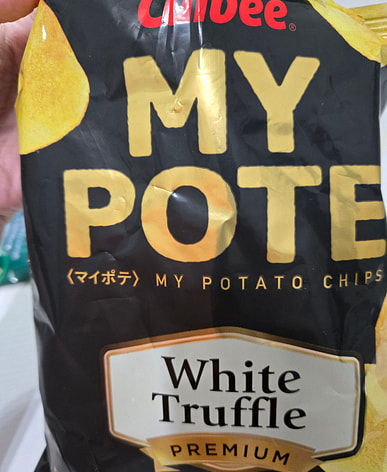 Calbee®
MY
POTE
〈マイポテ〉 MY POTATO CHIPS
White
Truffle
PREMIUM